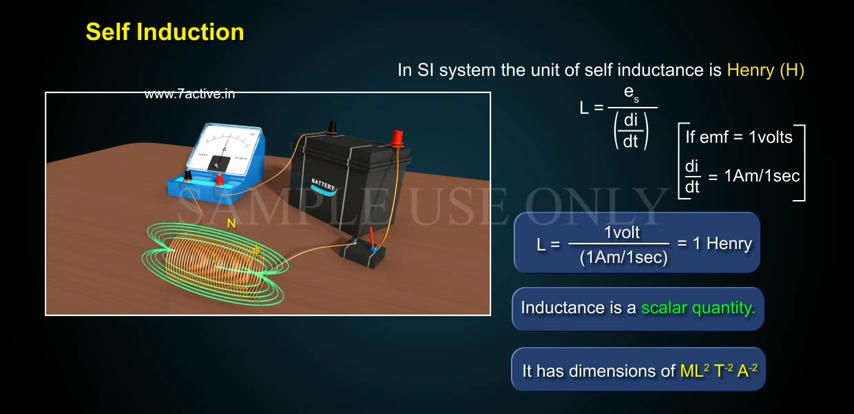 Self Induction
In SI system the unit of self inductance is Henry (H)
www.7active.in
L = e_s / (di/dt)
If emf = 1volts
di/dt = 1Am/1sec
BATTERY
SAMPLE USE ONLY
N
L = 1volt / (1Am/1sec) = 1 Henry
Inductance is a scalar quantity.
It has dimensions of ML² T⁻² A⁻²